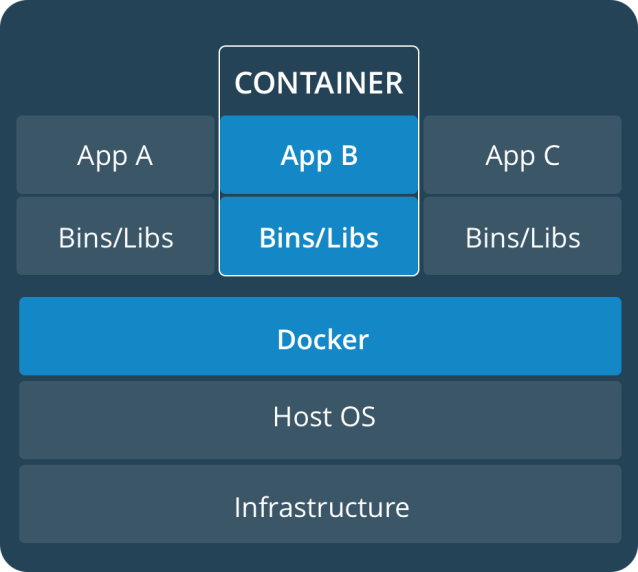 CONTAINER
App A
App B
App C
Bins/Libs
Bins/Libs
Bins/Libs
Docker
Host OS
Infrastructure